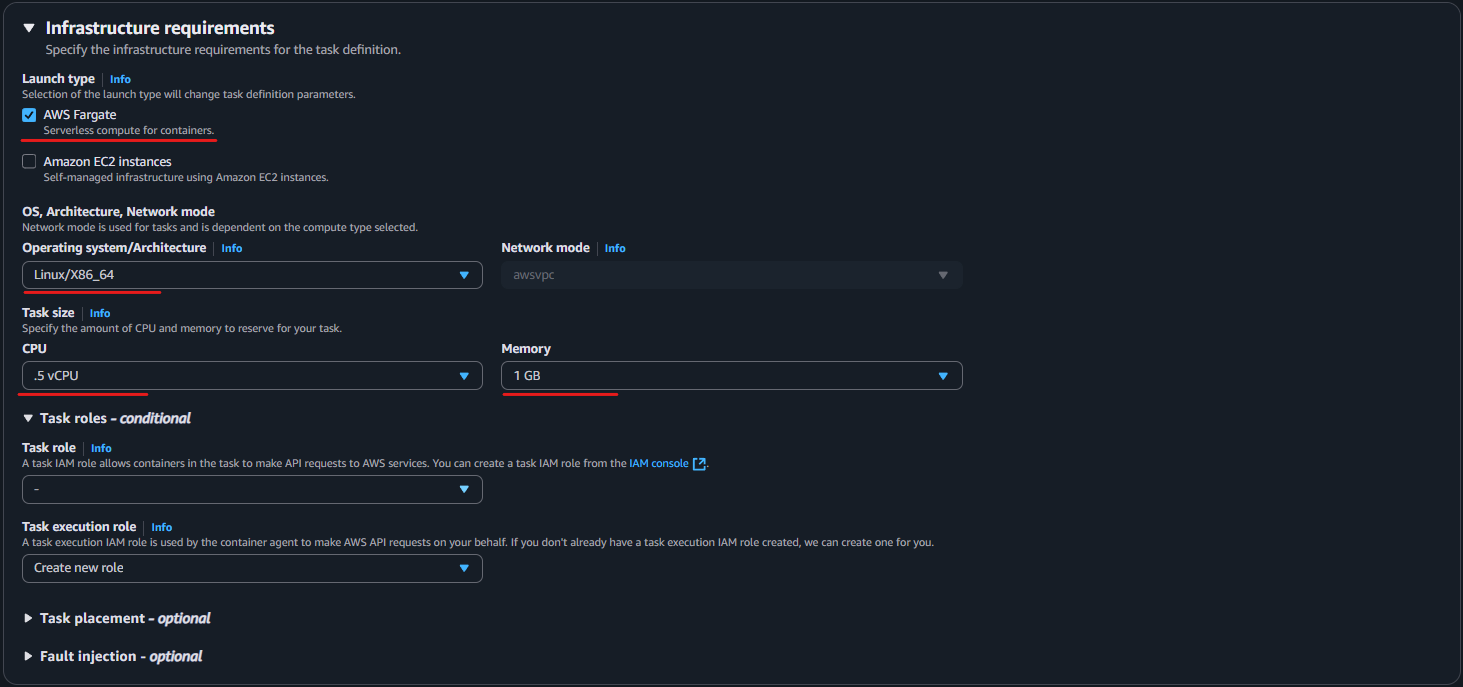 Infrastructure requirements
Specify the infrastructure requirements for the task definition.
Launch type Info
Selection of the launch type will change task definition parameters.
AWS Fargate
Serverless compute for containers.
Amazon EC2 instances
Self-managed infrastructure using Amazon EC2 instances.
OS, Architecture, Network mode
Network mode is used for tasks and is dependent on the compute type selected.
Operating system/Architecture Info
Network mode Info
Linux/X86_64
awsvpc
Task size Info
Specify the amount of CPU and memory to reserve for your task.
CPU
Memory
.5 vCPU
1 GB
Task roles - conditional
Task role Info
A task IAM role allows containers in the task to make API requests to AWS services. You can create a task IAM role from the IAM console.
-
Task execution role Info
A task execution IAM role is used by the container agent to make AWS API requests on your behalf. If you don't already have a task execution IAM role created, we can create one for you.
Create new role
Task placement - optional
Fault injection - optional